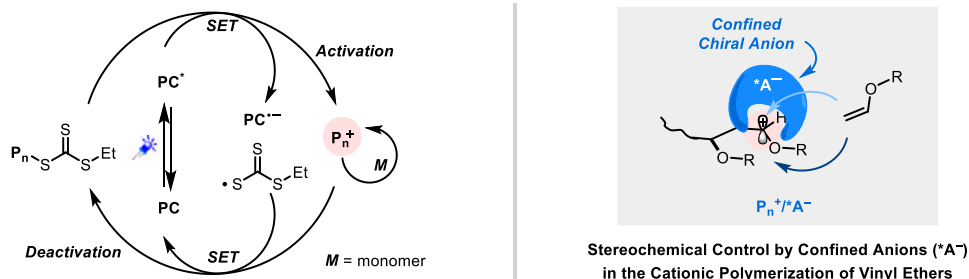 SET
Activation
PC*
PC•−
S
Pn S S Et
Pn+
M
S
• S S Et
PC
Deactivation
SET
M = monomer
Confined
Chiral Anion
*A−
O R
H
O R
O R
Pn+/*A−
Stereochemical Control by Confined Anions (*A−)
in the Cationic Polymerization of Vinyl Ethers